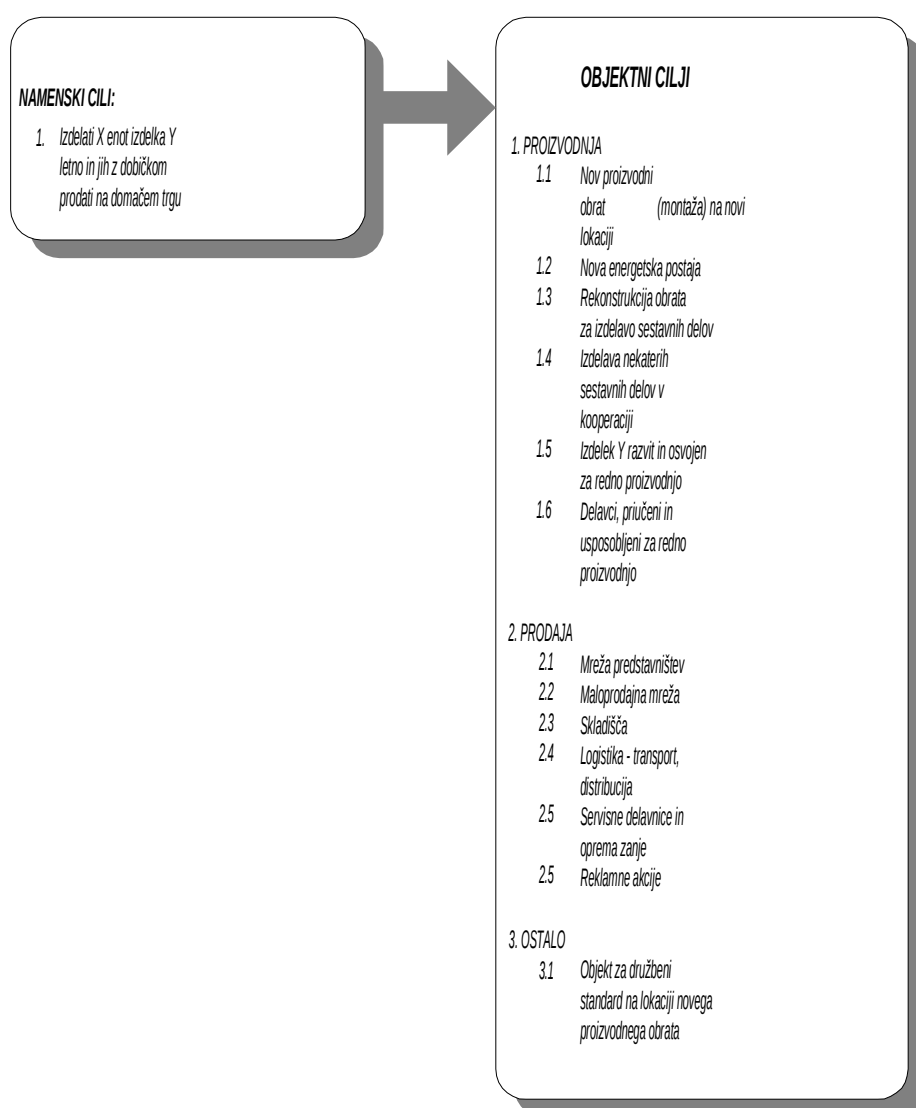 NAMENSKI CILI:
1. Izdelati X enot izdelka Y
letno in jih z dobičkom
prodati na domačem trgu
OBJEKTNI CILJI
1. PROIZVODNJA
1.1 Nov proizvodni
obrat (montaža) na novi
lokaciji
1.2 Nova energetska postaja
1.3 Rekonstrukcija obrata
za izdelavo sestavnih delov
1.4 Izdelava nekaterih
sestavnih delov v
kooperaciji
1.5 Izdelek Y razvit in osvojen
za redno proizvodnjo
1.6 Delavci, priučeni in
usposobljeni za redno
proizvodnjo
2. PRODAJA
2.1 Mreža predstavništev
2.2 Maloprodajna mreža
2.3 Skladišča
2.4 Logistika - transport,
distribucija
2.5 Servisne delavnice in
oprema zanje
2.5 Reklamne akcije
3. OSTALO
3.1 Objekt za družbeni
standard na lokaciji novega
proizvodnega obrata